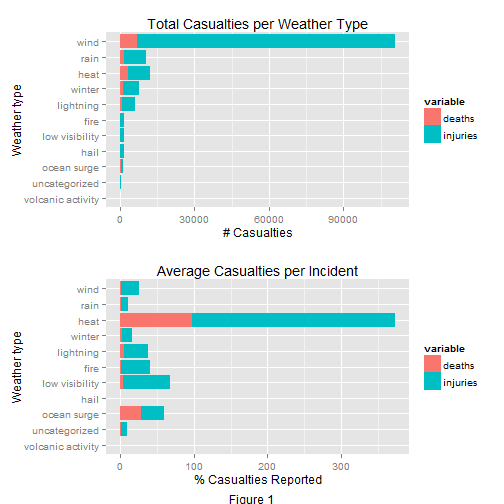 Total Casualties per Weather Type
Weather type
wind
rain
heat
winter
lightning
fire
low visibility
hail
ocean surge
uncategorized
volcanic activity
0 30000 60000 90000
# Casualties
variable
deaths
injuries
Average Casualties per Incident
Weather type
wind
rain
heat
winter
lightning
fire
low visibility
hail
ocean surge
uncategorized
volcanic activity
0 100 200 300
% Casualties Reported
variable
deaths
injuries
Figure 1